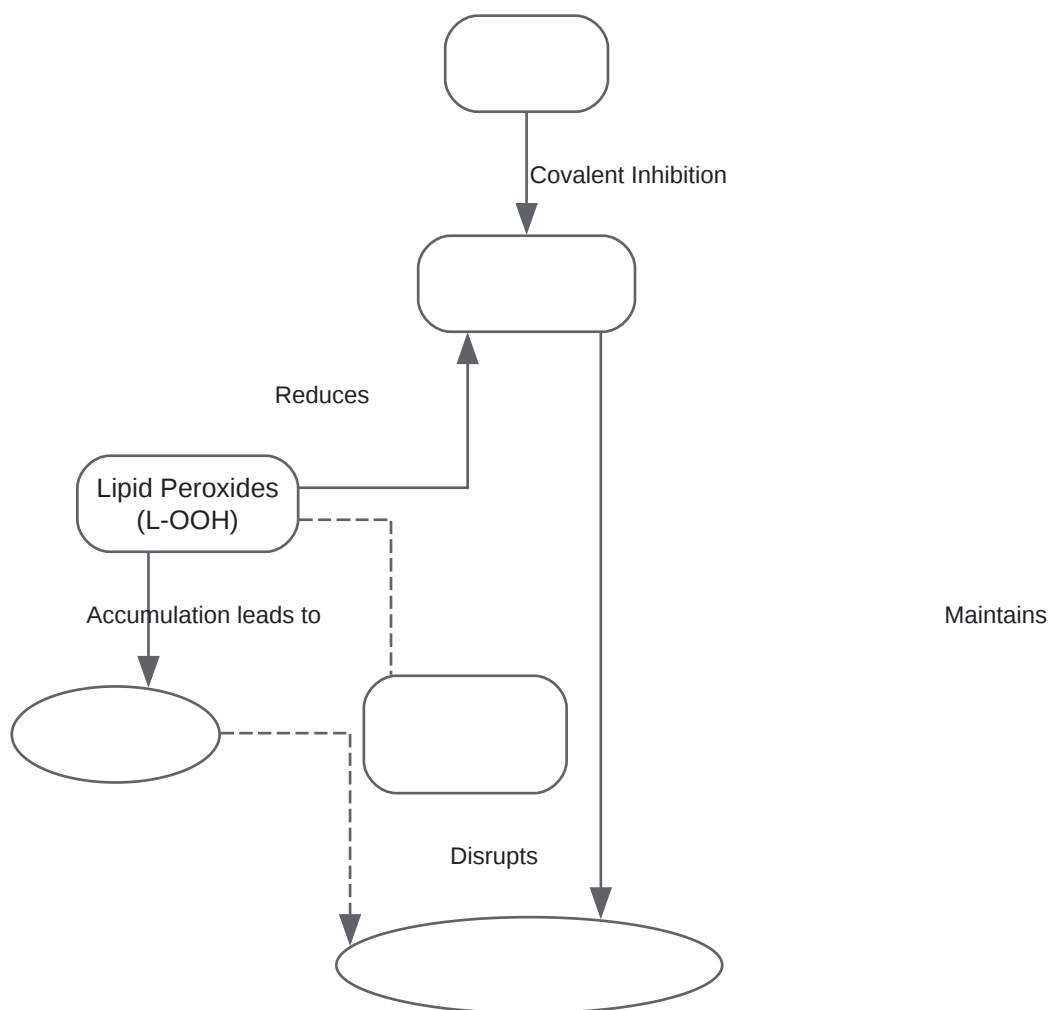 Covalent Inhibition
Reduces
Lipid Peroxides
(L-OOH)
Accumulation leads to
Maintains
Disrupts